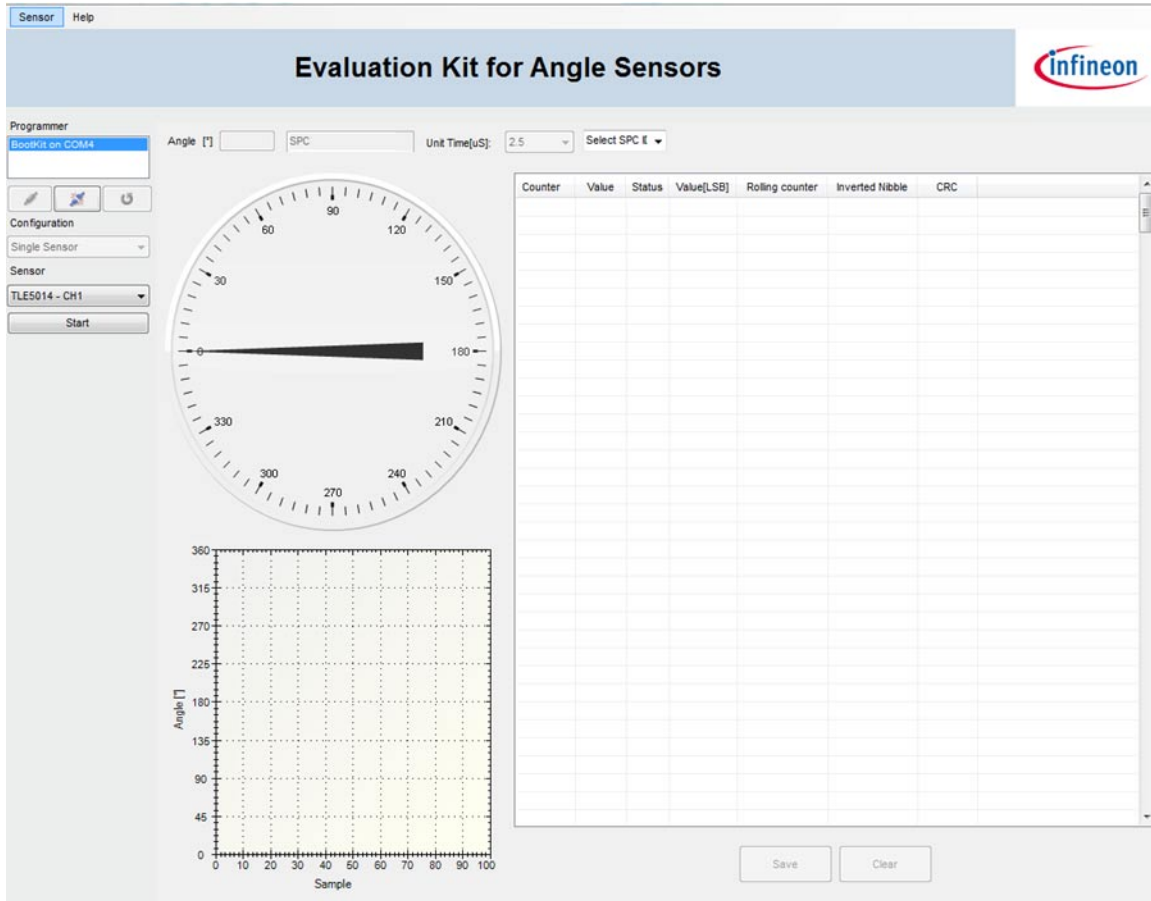 Sensor Help
Evaluation Kit for Angle Sensors
infineon
Programmer
BootKit on COM4
Configuration
Single Sensor
Sensor
TLE5014 - CH1
Start
Angle [°] SPC Unit Time[uS]: 2.5 Select SPC
90
60 120
30 150
0 180
330 210
300 240
270
Counter Value Status Value[LSB] Rolling counter Inverted Nibble CRC
360
315
270
225
180
135
90
45
0
Angle [°]
0 10 20 30 40 50 60 70 80 90 100
Sample
Save Clear